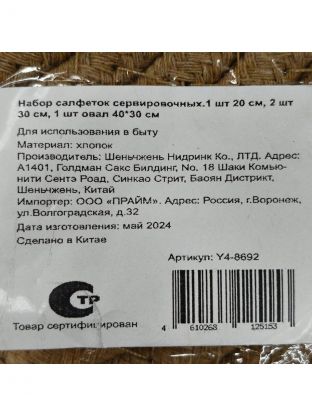 Набор салфеток сервировочных.1 шт 20 см, 2 шт
30 см, 1 шт овал 40*30 см
Для использования в быту
Материал: хлопок
Производитель: Шеньчжень Нидринк Ко., ЛТД. Адрес:
А1401, Голдман Сакс Билдинг, No. 18 Шаки Комью-
нити Сентэ Роад, Синкао Стрит, Баоян Дистрикт,
Шеньчжень, Китай
Импортер: ООО «ПРАЙМ». Адрес: Россия, г.Воронеж,
ул.Волгоградская, д.32
Дата изготовления: май 2024
Сделано в Китае
Артикул: Y4-8692
СТР
Товар сертифицирован
4 610268 125153